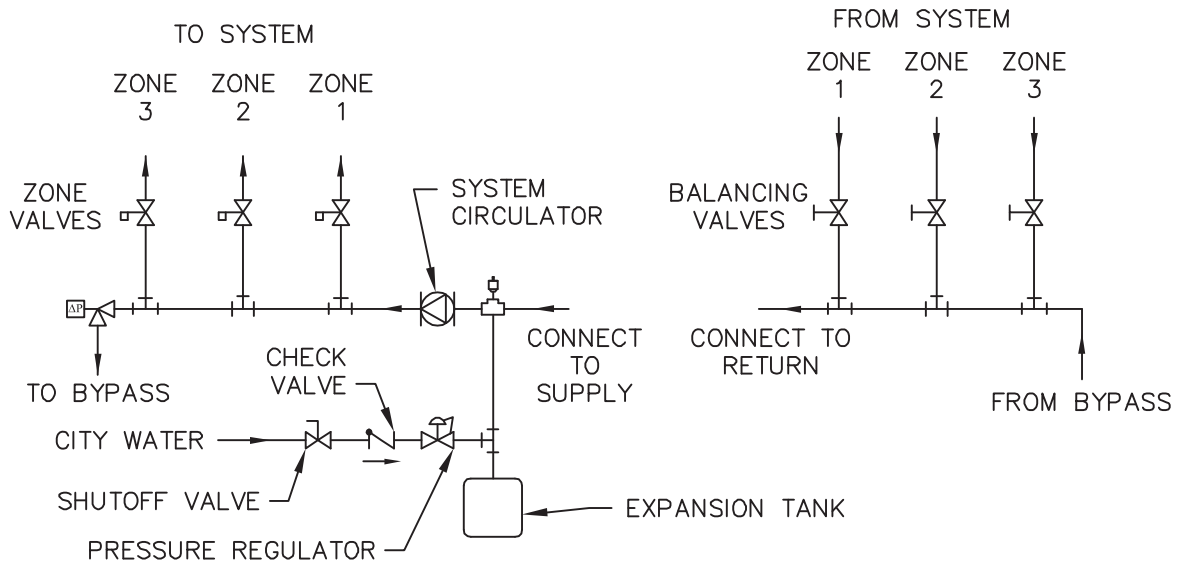 TO SYSTEM
ZONE
3
ZONE
2
ZONE
1
ZONE
VALVES
SYSTEM
CIRCULATOR
ΔP
TO BYPASS
CONNECT
TO
SUPPLY
CHECK
VALVE
CITY WATER
SHUTOFF VALVE
PRESSURE REGULATOR
EXPANSION TANK
FROM SYSTEM
ZONE
1
ZONE
2
ZONE
3
BALANCING
VALVES
CONNECT TO
RETURN
FROM BYPASS